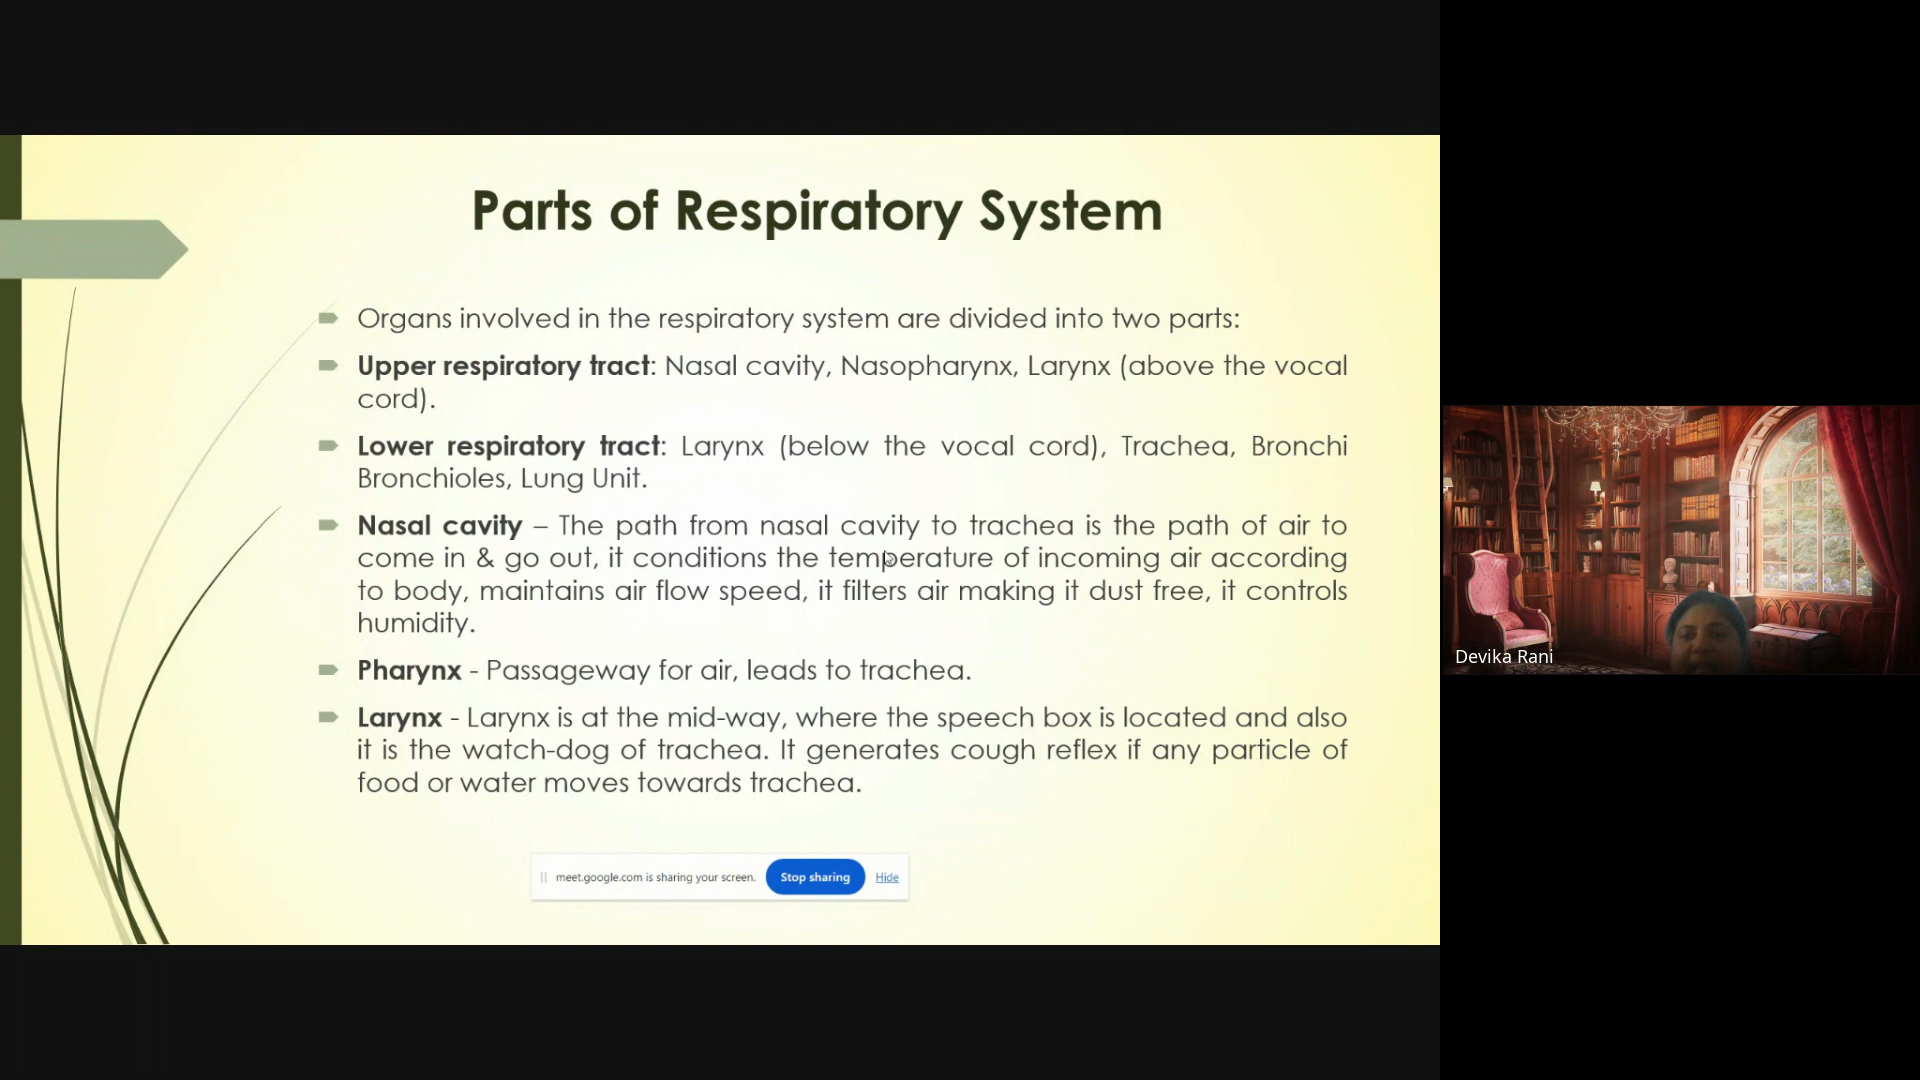 Parts of Respiratory System
Organs involved in the respiratory system are divided into two parts:
Upper respiratory tract: Nasal cavity, Nasopharynx, Larynx (above the vocal
cord).
Lower respiratory tract: Larynx (below the vocal cord), Trachea, Bronchi
Bronchioles, Lung Unit.
Nasal cavity – The path from nasal cavity to trachea is the path of air to
come in & go out, it conditions the temperature of incoming air according
to body, maintains air flow speed, it filters air making it dust free, it controls
humidity.
Pharynx - Passageway for air, leads to trachea.
Larynx - Larynx is at the mid-way, where the speech box is located and also
it is the watch-dog of trachea. It generates cough reflex if any particle of
food or water moves towards trachea.
meet.google.com is sharing your screen. Stop sharing Hide
Devika Rani